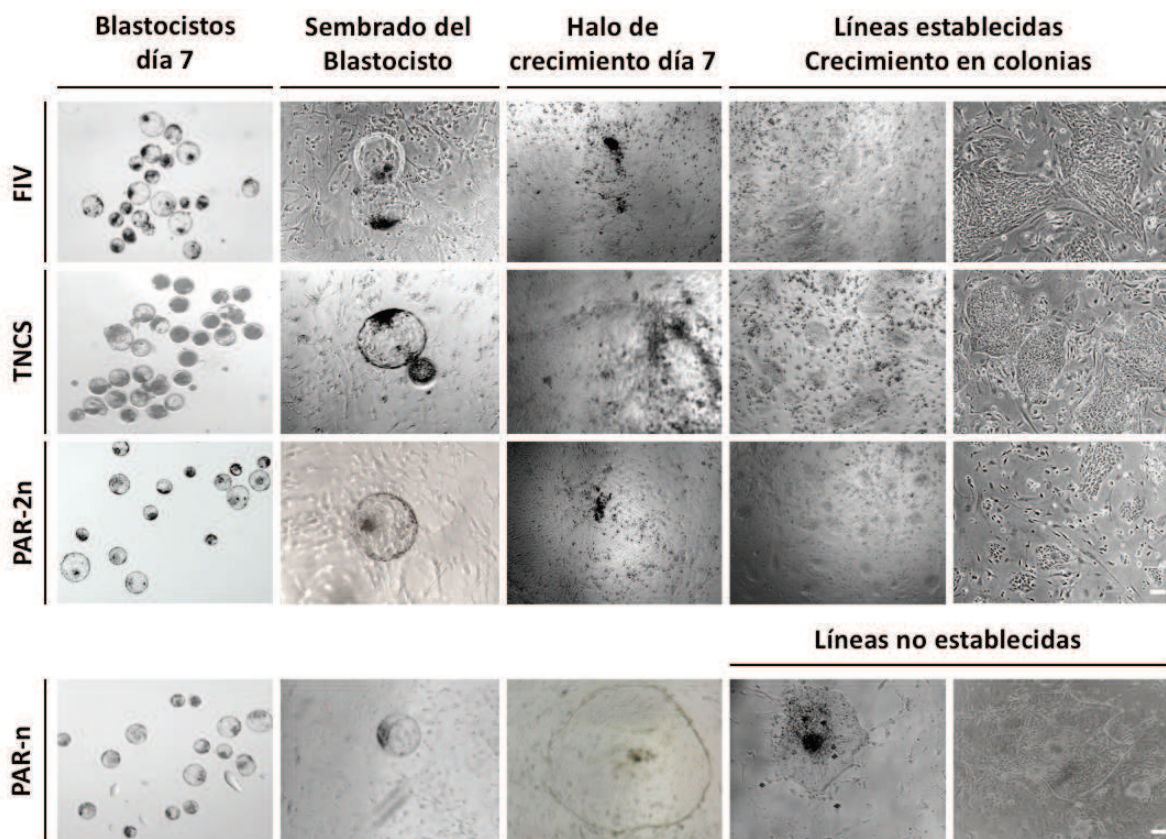 Blastocistos
día 7
Sembrado del
Blastocisto
Halo de
crecimiento día 7
Líneas establecidas
Crecimiento en colonias
FIV
TNCS
PAR-2n
Líneas no establecidas
PAR-n